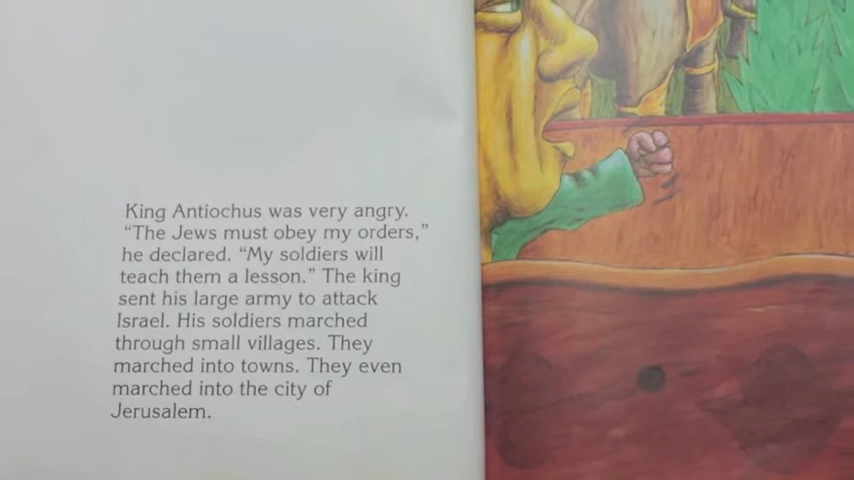 King Antiochus was very angry.
“The Jews must obey my orders,”
he declared. “My soldiers will
teach them a lesson.” The king
sent his large army to attack
Israel. His soldiers marched
through small villages. They
marched into towns. They even
marched into the city of
Jerusalem.